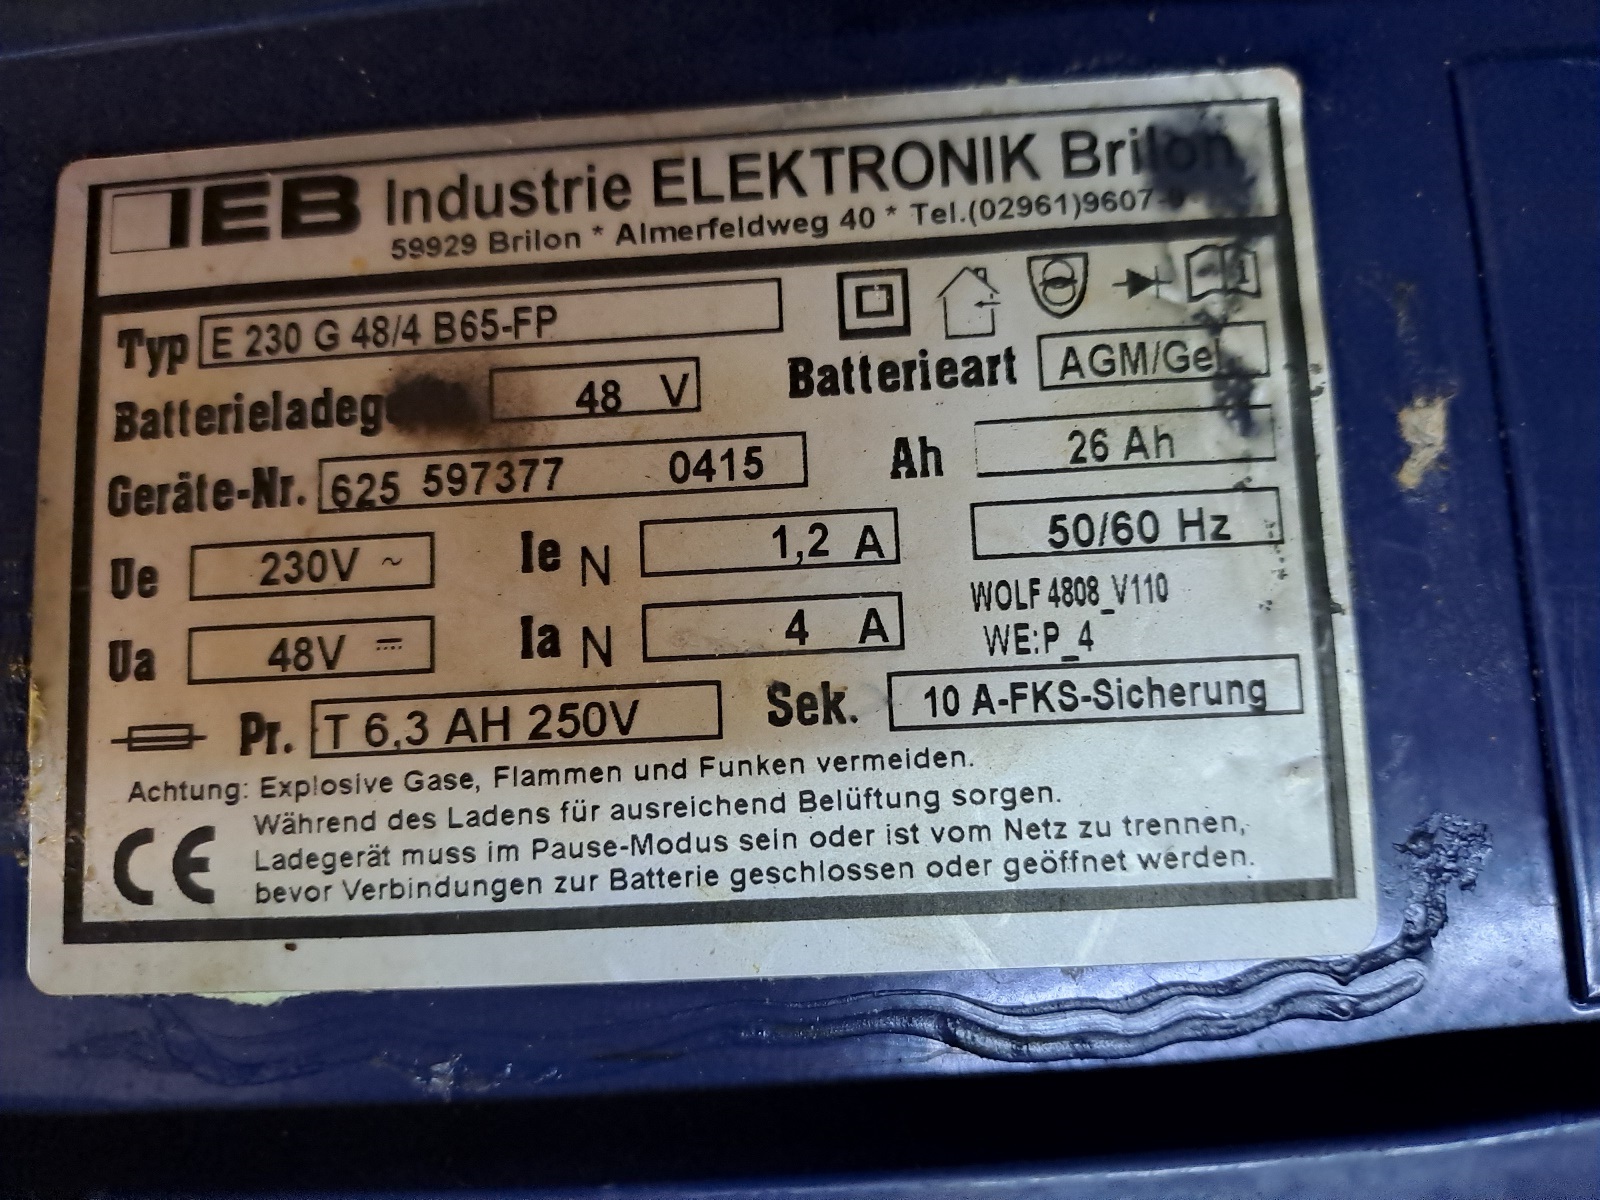 IEB Industrie ELEKTRONIK Brilon
59929 Brilon * Almerfeldweg 40 * Tel.(02961)9607-0
Typ E 230 G 48/4 B65-FP
Batterieladeg 48 V Batterieart AGM/Gel
Geräte-Nr. 625 597377 0415 Ah 26 Ah
Ue 230V ~ Ie N 1,2 A 50/60 Hz
WOLF 4808_V110
Ua 48V Ia N 4 A WE:P_4
Pr. T 6,3 AH 250V Sek. 10 A-FKS-Sicherung
Achtung: Explosive Gase, Flammen und Funken vermeiden.
Während des Ladens für ausreichend Belüftung sorgen.
Ladegerät muss im Pause-Modus sein oder ist vom Netz zu trennen,
bevor Verbindungen zur Batterie geschlossen oder geöffnet werden.
CE